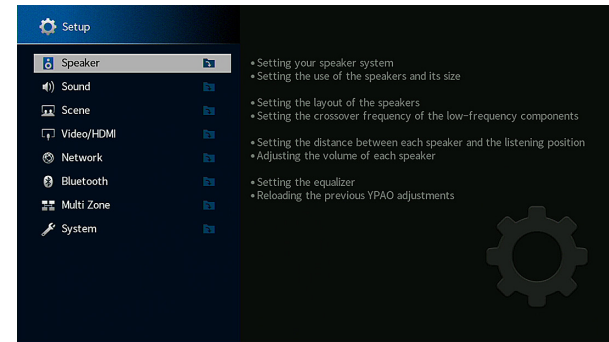 Setup
Speaker
Sound
Scene
Video/HDMI
Network
Bluetooth
Multi Zone
System
•Setting your speaker system
•Setting the use of the speakers and its size
•Setting the layout of the speakers
•Setting the crossover frequency of the low-frequency components
•Setting the distance between each speaker and the listening position
•Adjusting the volume of each speaker
•Setting the equalizer
•Reloading the previous YPAO adjustments